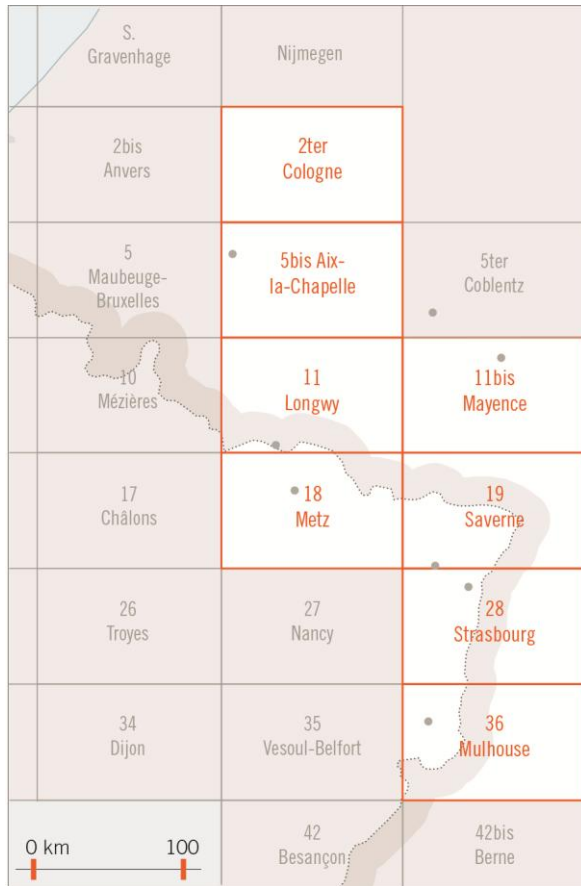 S.
Gravenhage
Nijmegen
2bis
Anvers
2ter
Cologne
5
Maubeuge-
Bruxelles
5bis Aix-
la-Chapelle
5ter
Coblentz
10
Mézières
11
Longwy
11bis
Mayence
17
Châlons
18
Metz
19
Saverne
26
Troyes
27
Nancy
28
Strasbourg
34
Dijon
35
Vesoul-Belfort
36
Mulhouse
0 km 100
42
Besançon
42bis
Berne